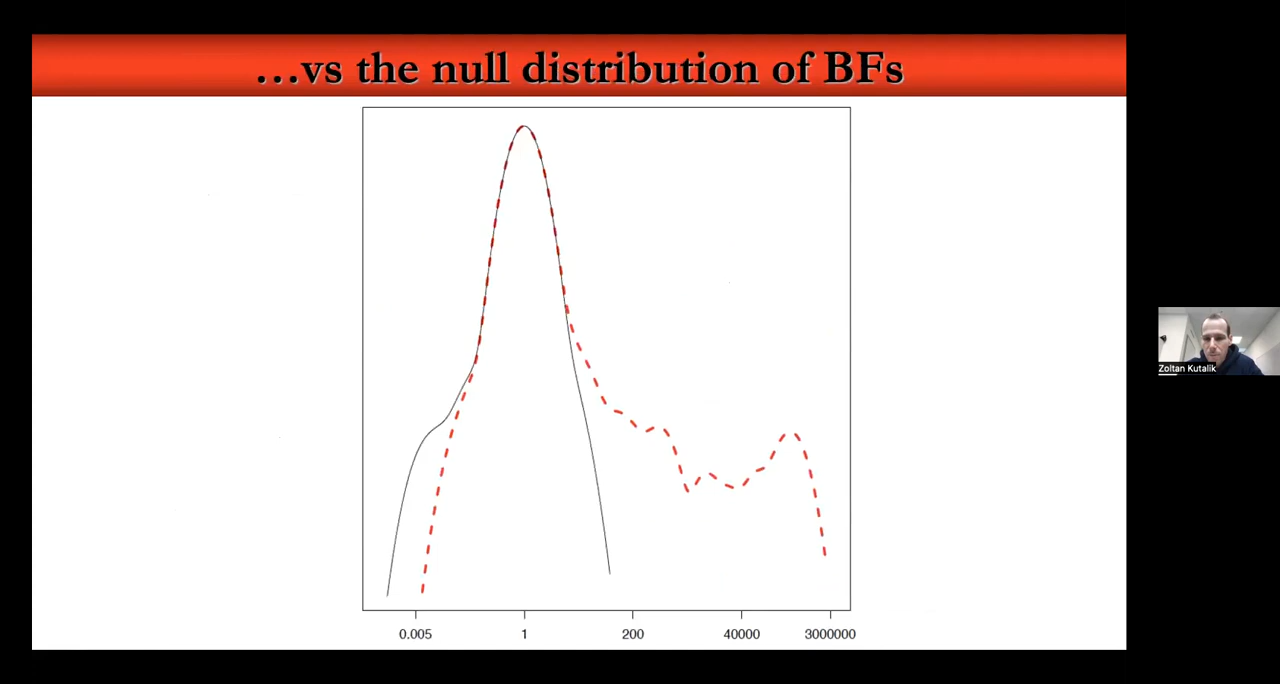 ...vs the null distribution of BFs
0.005
1
200
40000
3000000
Zoltan Kutalik